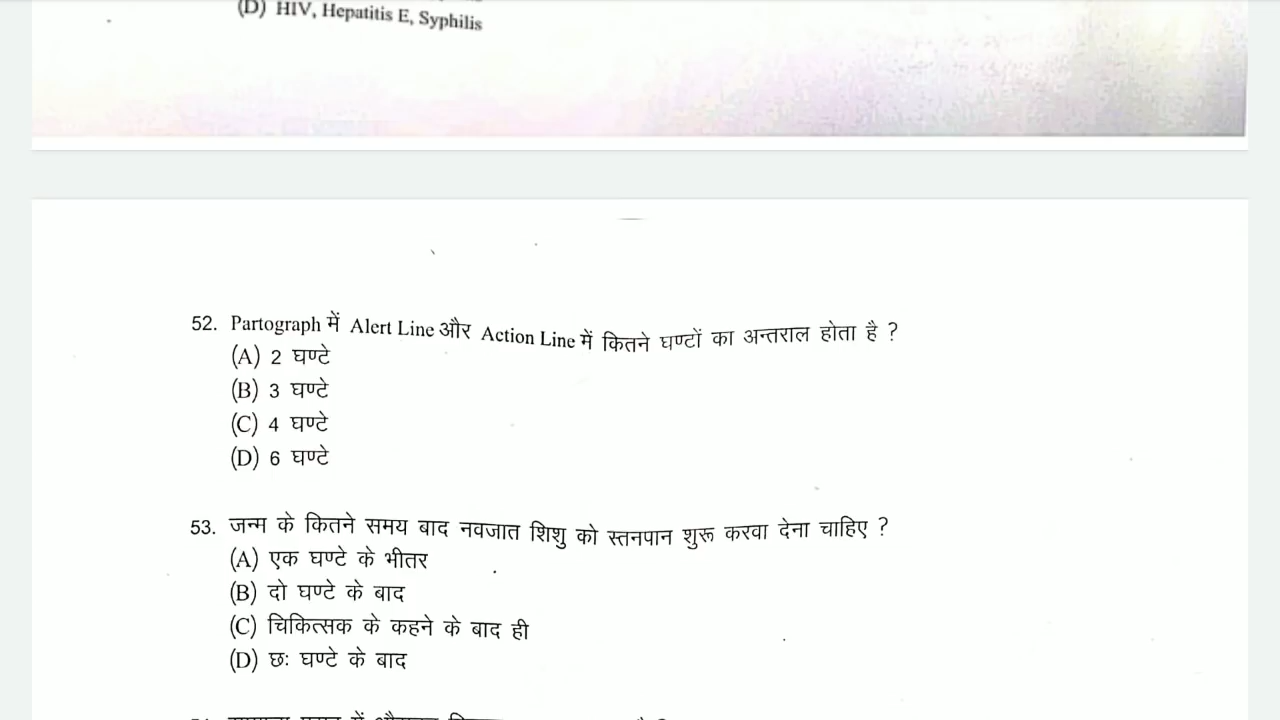 (D) HIV, Hepatitis E, Syphilis
52. Partograph में Alert Line और Action Line में कितने घण्टों का अन्तराल होता है ?
(A) 2 घण्टे
(B) 3 घण्टे
(C) 4 घण्टे
(D) 6 घण्टे
53. जन्म के कितने समय बाद नवजात शिशु को स्तनपान शुरू करवा देना चाहिए ?
(A) एक घण्टे के भीतर
(B) दो घण्टे के बाद
(C) चिकित्सक के कहने के बाद ही
(D) छः घण्टे के बाद